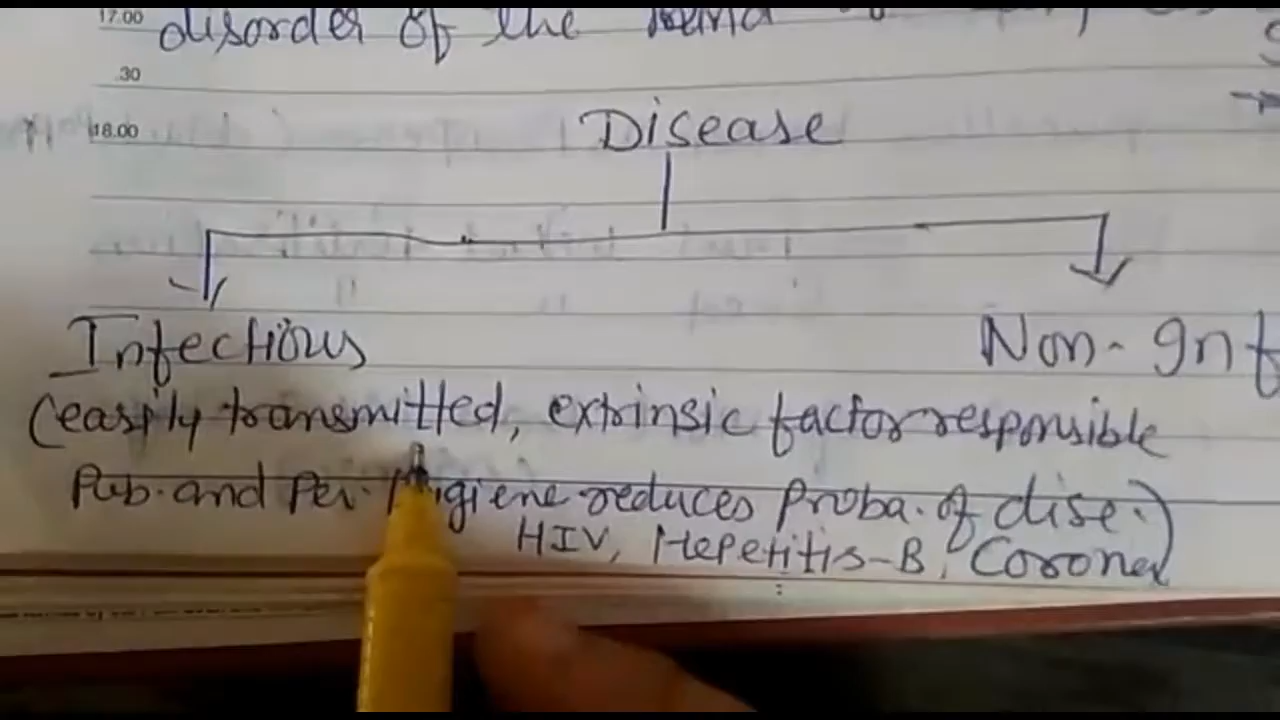 17.00 disorder of the
.30
18.00 Disease
Infectious Non-Inf
(easily transmitted, extrinsic factor responsible
Pub. and Per. Higiene reduces Proba. of dise.)
HIV, Hepetitis-B, Corona